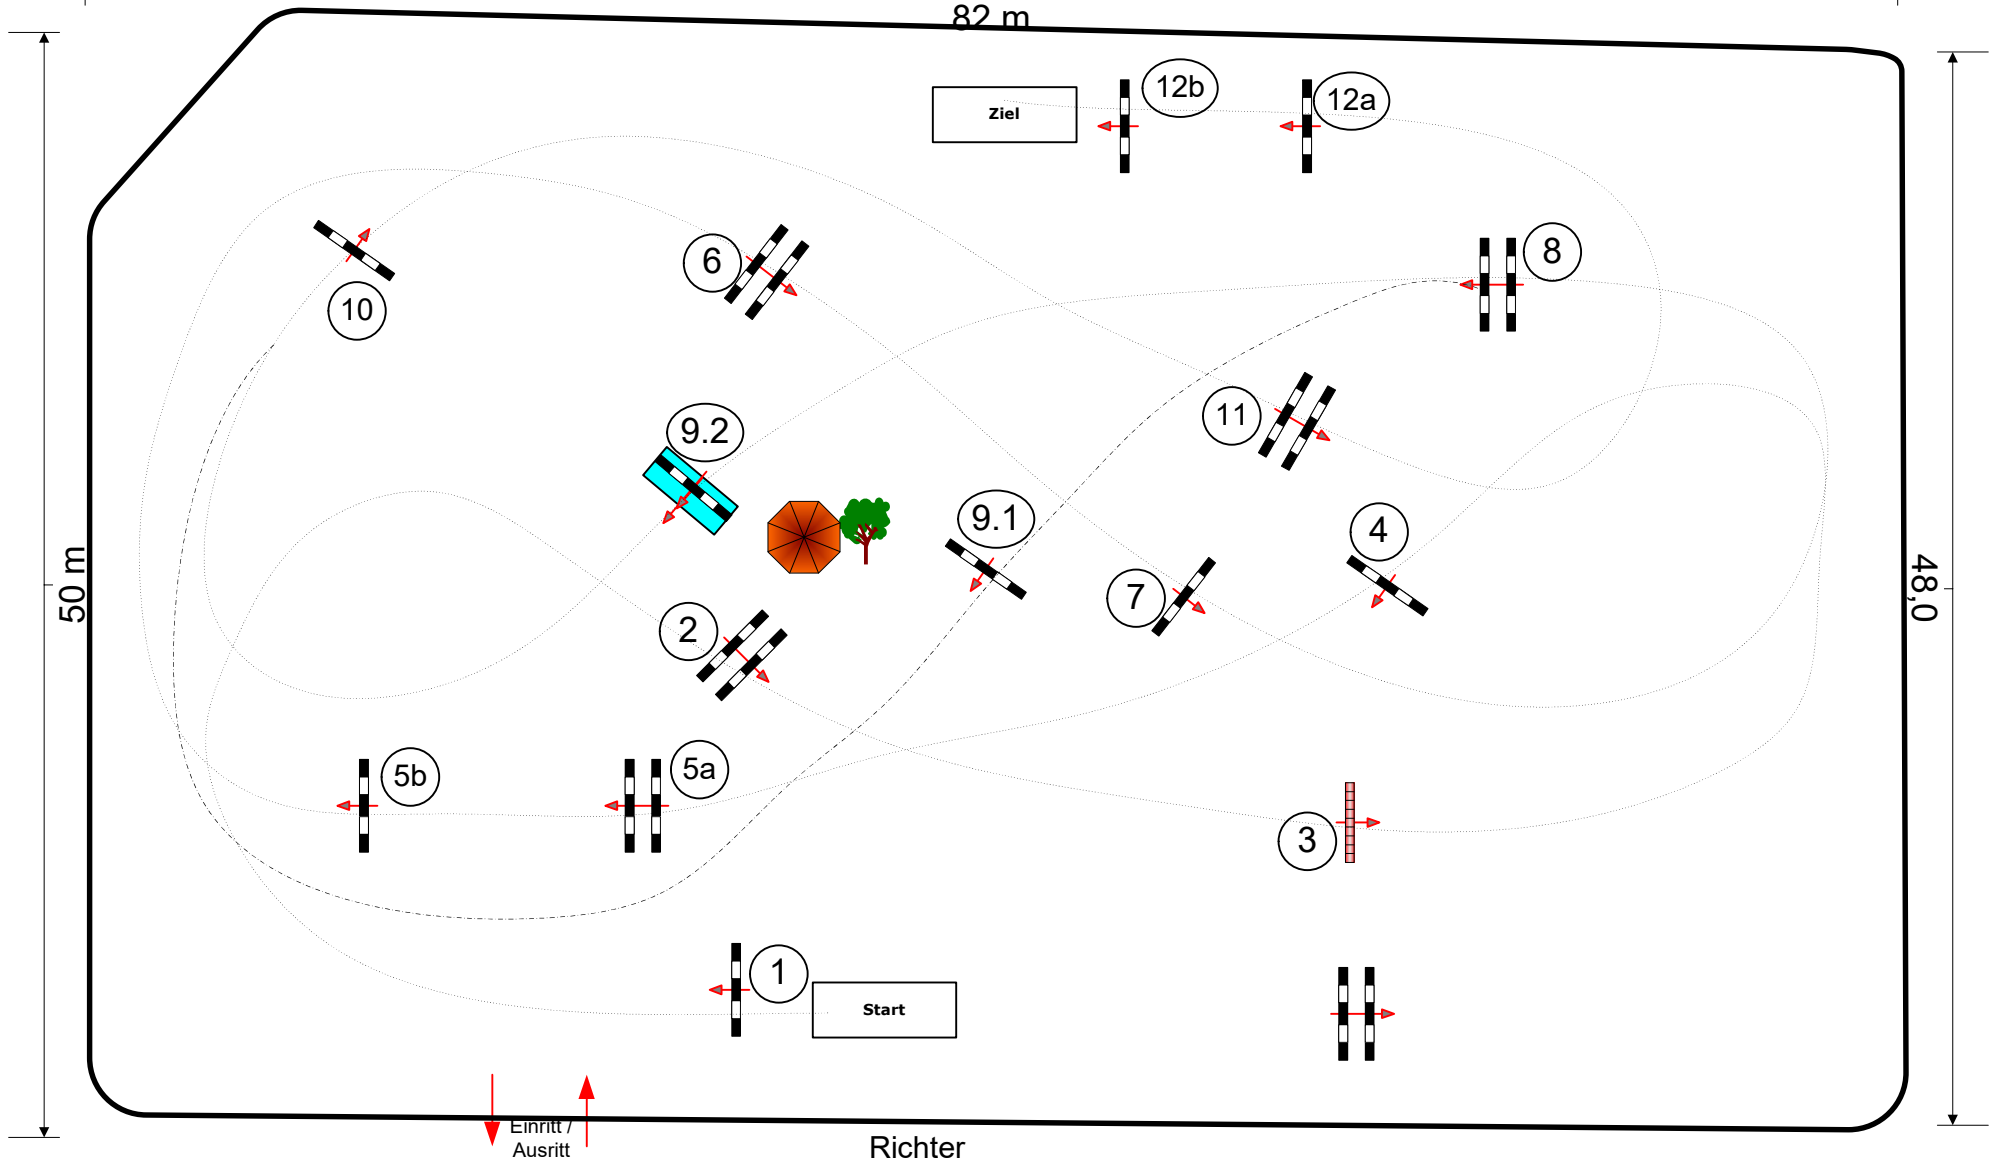 82 m
12b
12a
Ziel
6
8
10
9.2
11
9.1
4
50 m
48,0
7
2
5b
5a
3
1
Start
Einritt /
Ausritt
Richter